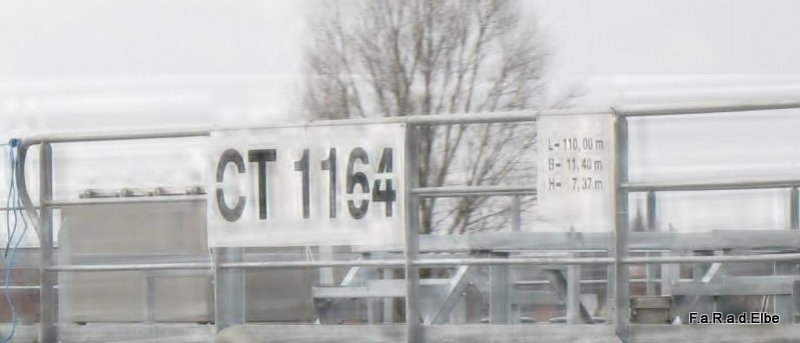 CT 1164
L= 110,00 m
B= 11,40 m
H= 7,37 m
F.a.R.a.d.Elbe